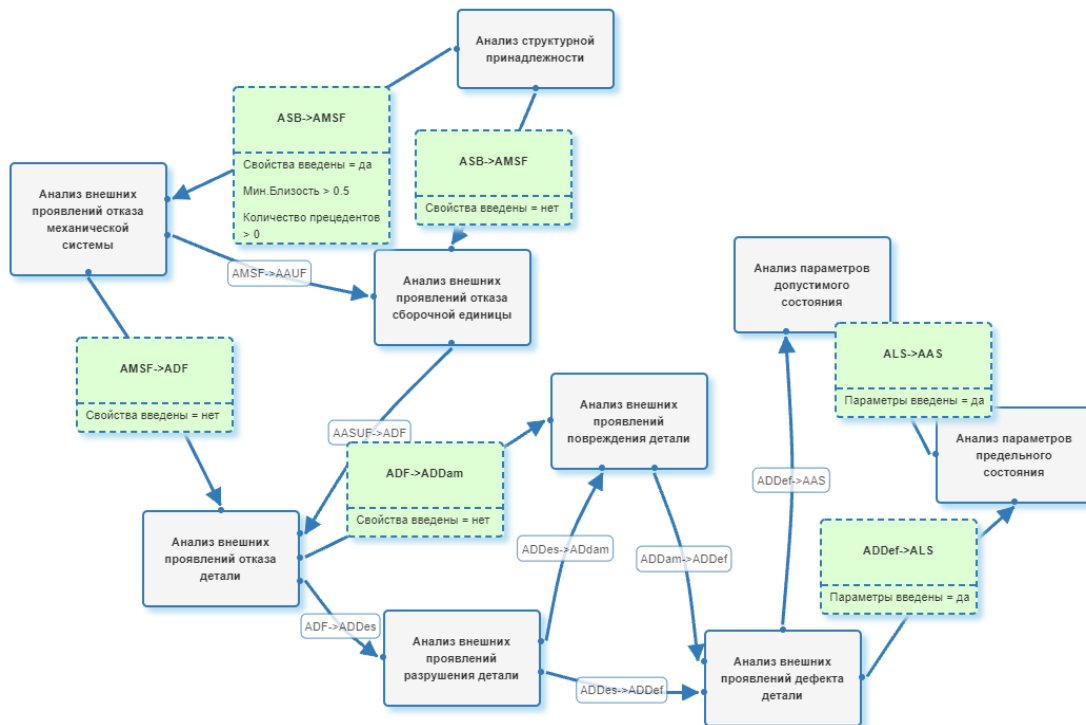 Анализ структурной
принадлежности
ASB->AMSF
Свойства введены = да
Мин.Близость > 0.5
Количество прецедентов
> 0
ASB->AMSF
Свойства введены = нет
Анализ внешних
проявлений отказа
механической
системы
AMSF->AAUF
Анализ внешних
проявлений отказа
сборочной единицы
Анализ параметров
допустимого
состояния
AMSF->ADF
Свойства введены = нет
ALS->AAS
Параметры введены = да
Анализ внешних
проявлений
повреждения детали
AASUF->ADF
Анализ параметров
предельного
состояния
ADF->ADDam
Свойства введены = нет
ADDef->AAS
Анализ внешних
проявлений отказа
детали
ADDes->ADdam
ADDam->ADDef
ADDef->ALS
Параметры введены = да
ADF->ADDes
Анализ внешних
проявлений
разрушения детали
ADDes->ADDef
Анализ внешних
проявлений дефекта
детали